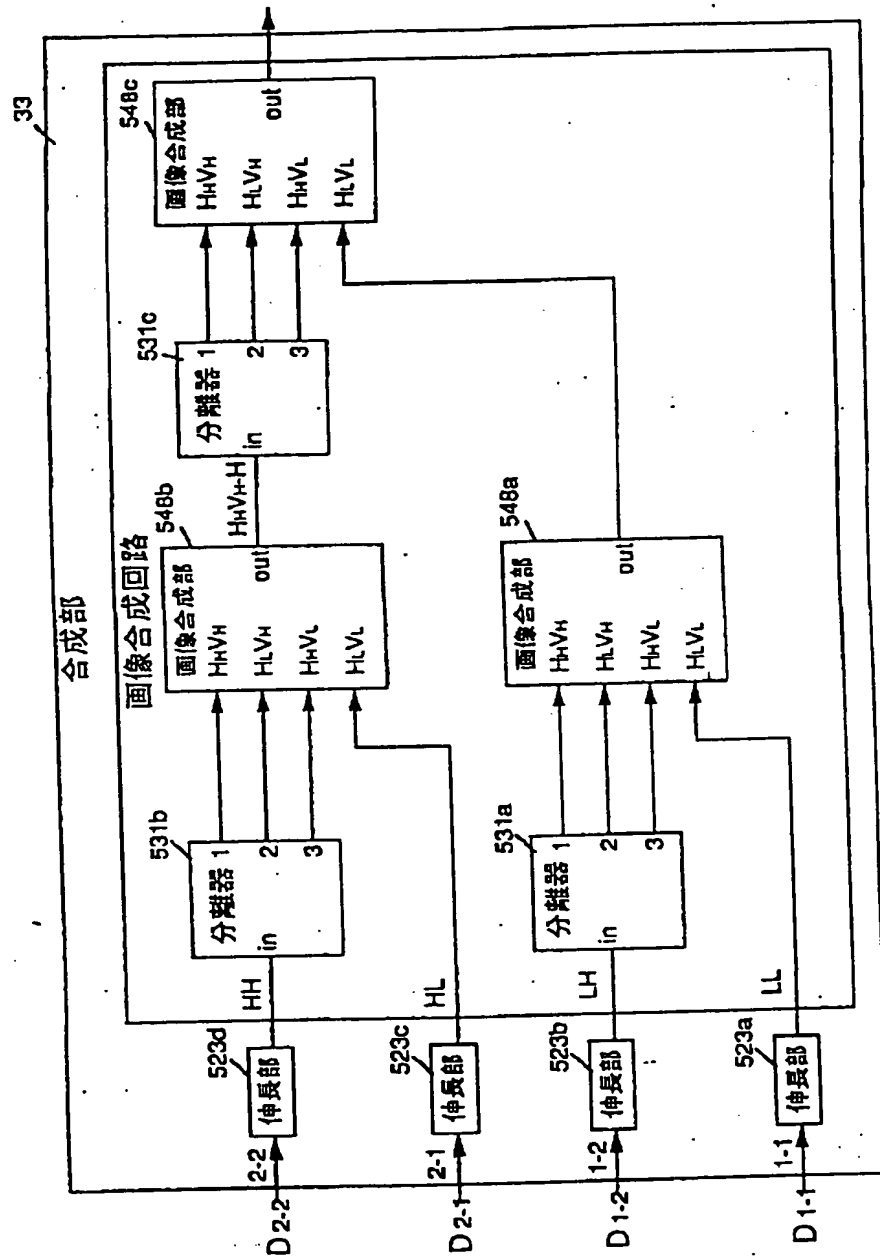 33
合成部
画像合成回路
548c
画像合成部
HHVH
HLVH
HHVL
HLVL
out
531c
分離器
in
1
2
3
HHVH-H
548b
画像合成部
HHVH
HLVH
HHVL
HLVL
out
548a
画像合成部
HHVH
HLVH
HHVL
HLVL
out
531b
分離器
in
1
2
3
531a
分離器
in
1
2
3
HH
HL
LH
LL
523d
伸長部
523c
伸長部
523b
伸長部
523a
伸長部
2-2
2-1
1-2
1-1
D2-2
D2-1
D1-2
D1-1